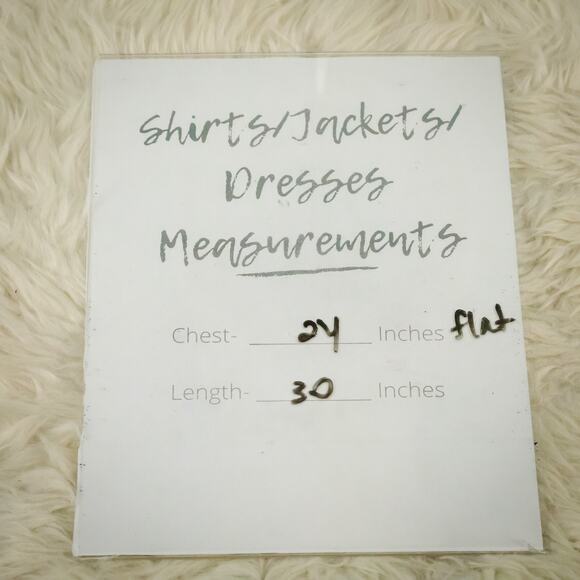 Shirts/Jackets/
Dresses
Measurements
Chest- 24 Inches flat
Length- 30 Inches